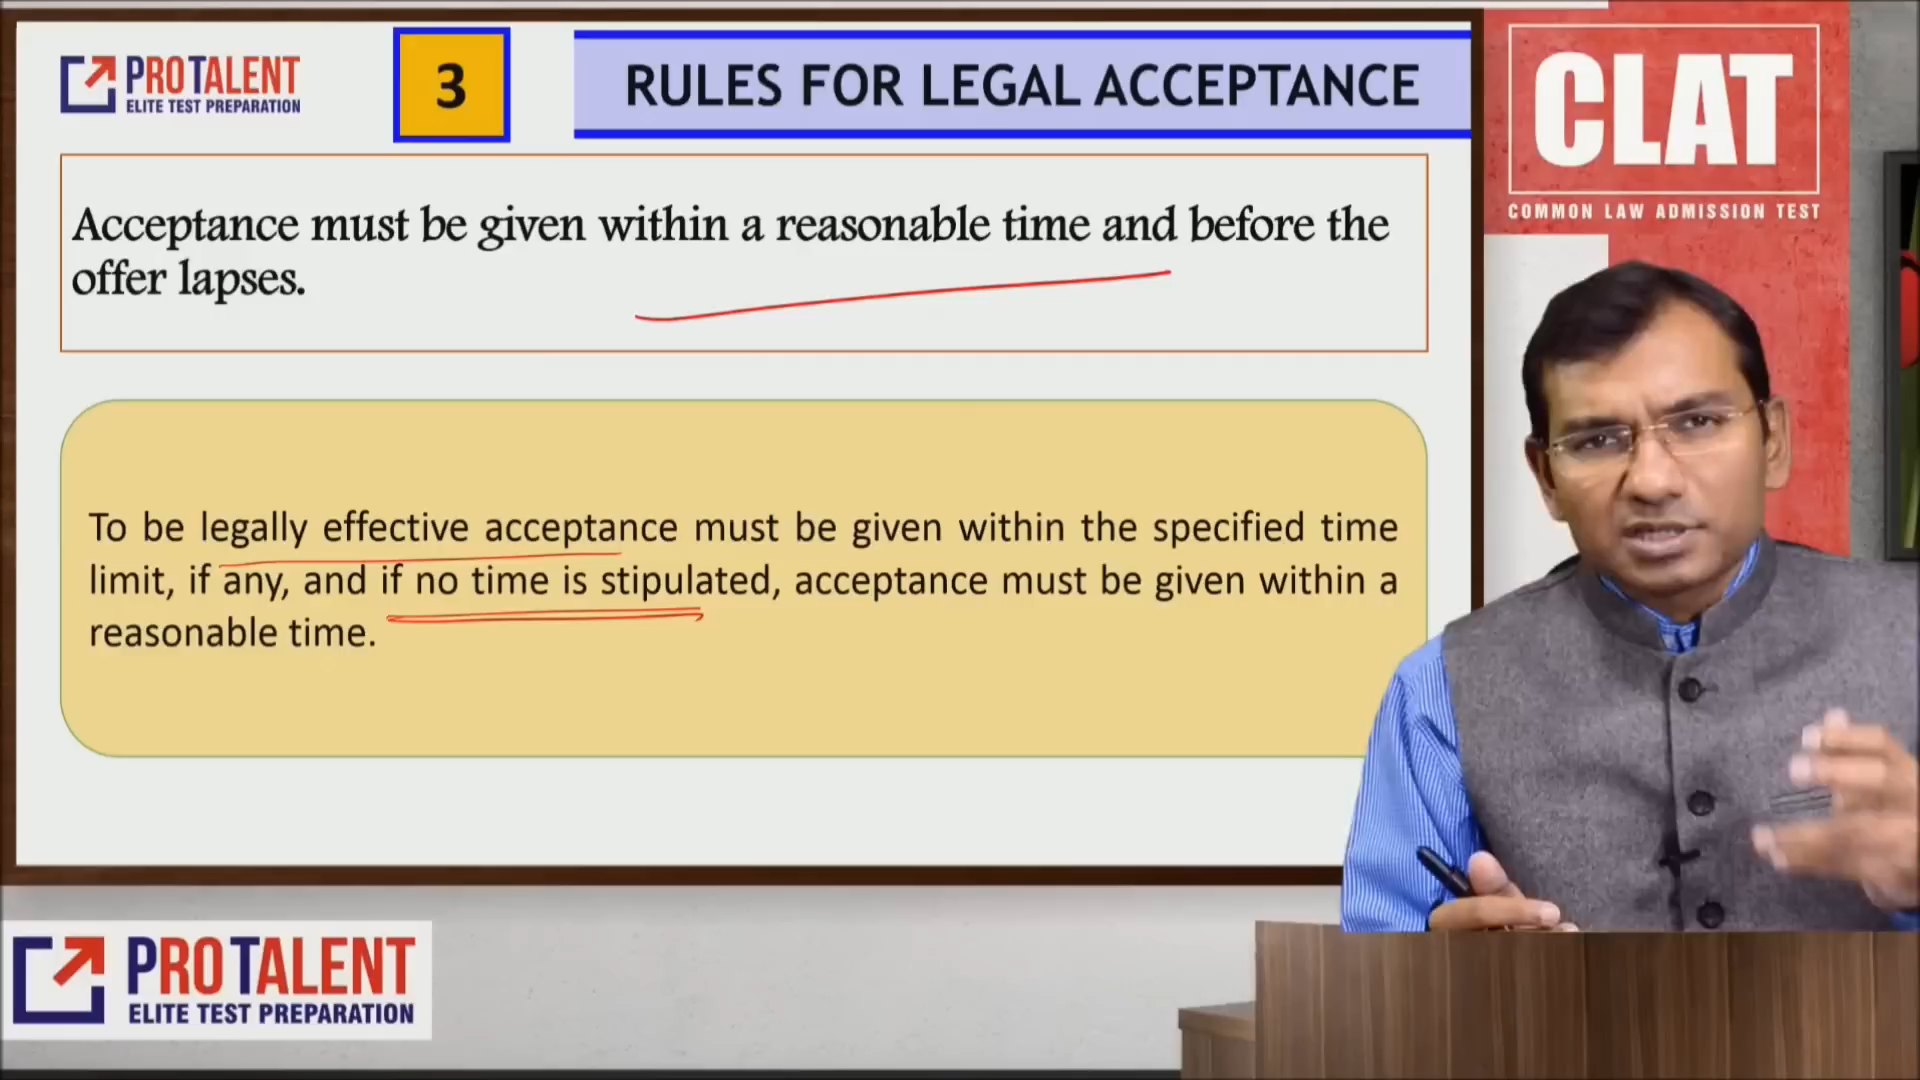 PROTALENT
ELITE TEST PREPARATION
3
RULES FOR LEGAL ACCEPTANCE
CLAT
COMMON LAW ADMISSION TEST
Acceptance must be given within a reasonable time and before the
offer lapses.
To be legally effective acceptance must be given within the specified time
limit, if any, and if no time is stipulated, acceptance must be given within a
reasonable time.
PROTALENT
ELITE TEST PREPARATION